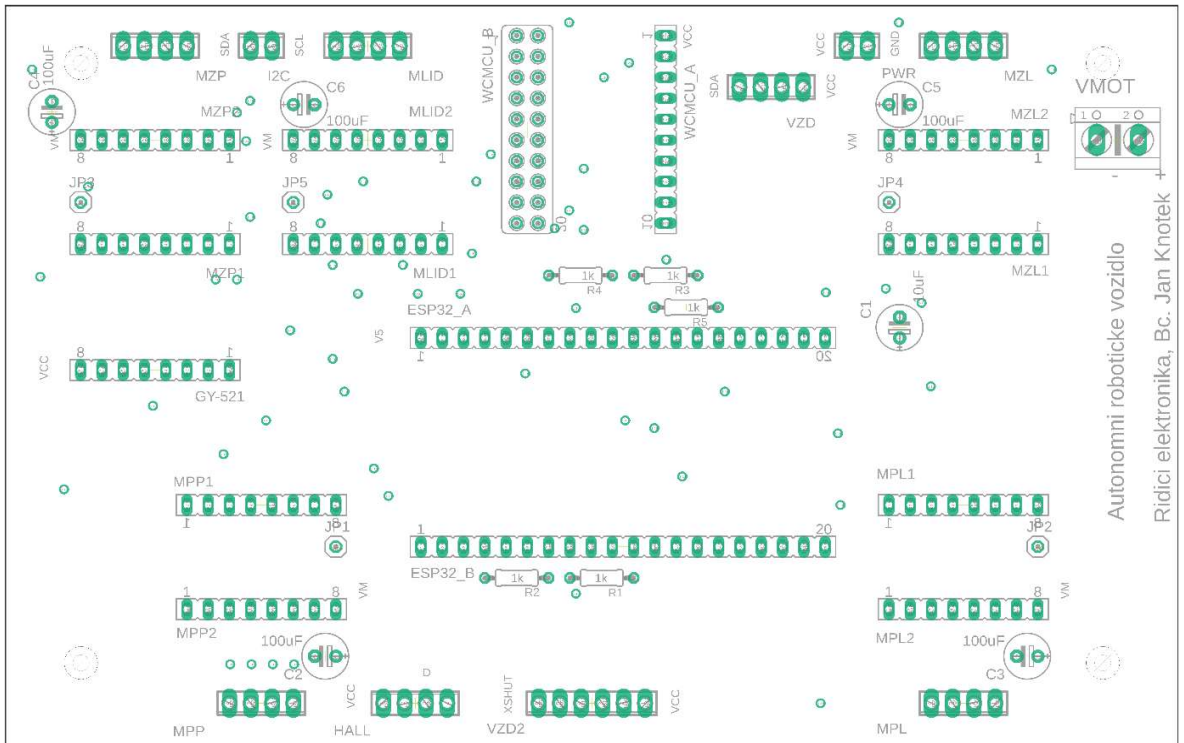 SDA
SCL
1
WCMCU_B
20
1
VCC
WCMCU_A
10
VCC
GND
C4
100uF
MZP
I2C
C6
MLID
SDA
VCC
VZD
PWR
C5
MZL
VMOT
1
2
-
+
MZP2
100uF
MLID2
100uF
MZL2
VM
8
1
VM
8
1
VM
8
1
JP3
JP5
JP4
8
1
8
1
8
1
MZP1
MLID1
MZL1
1k
R4
1k
R3
1k
R5
C1
10uF
ESP32_A
V5
1
20
VCC
8
1
GY-521
Autonomni roboticke vozidlo
Ridici elektronika, Bc. Jan Knotek
MPP1
1
8
JP1
1
20
ESP32_B
MPL1
1
8
JP2
1k
R2
1k
R1
1
8
VM
MPP2
1
8
VM
MPL2
100uF
C2
100uF
C3
MPP
VCC
D
HALL
XSHUT
VCC
VZD2
MPL